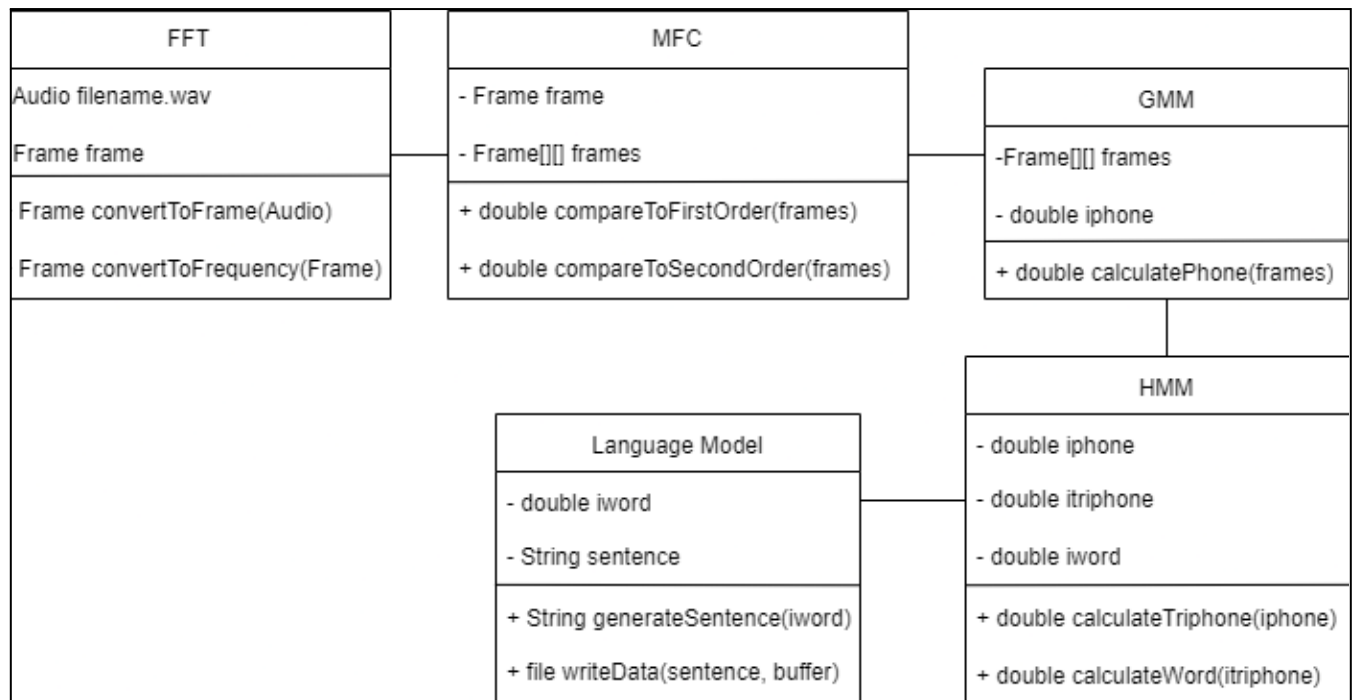 FFT
Audio filename.wav
Frame frame
Frame convertToFrame(Audio)
Frame convertToFrequency(Frame)
MFC
- Frame frame
- Frame[][] frames
+ double compareToFirstOrder(frames)
+ double compareToSecondOrder(frames)
GMM
-Frame[][] frames
- double iphone
+ double calculatePhone(frames)
HMM
- double iphone
- double itriphone
- double iword
+ double calculateTriphone(iphone)
+ double calculateWord(itriphone)
Language Model
- double iword
- String sentence
+ String generateSentence(iword)
+ file writeData(sentence, buffer)